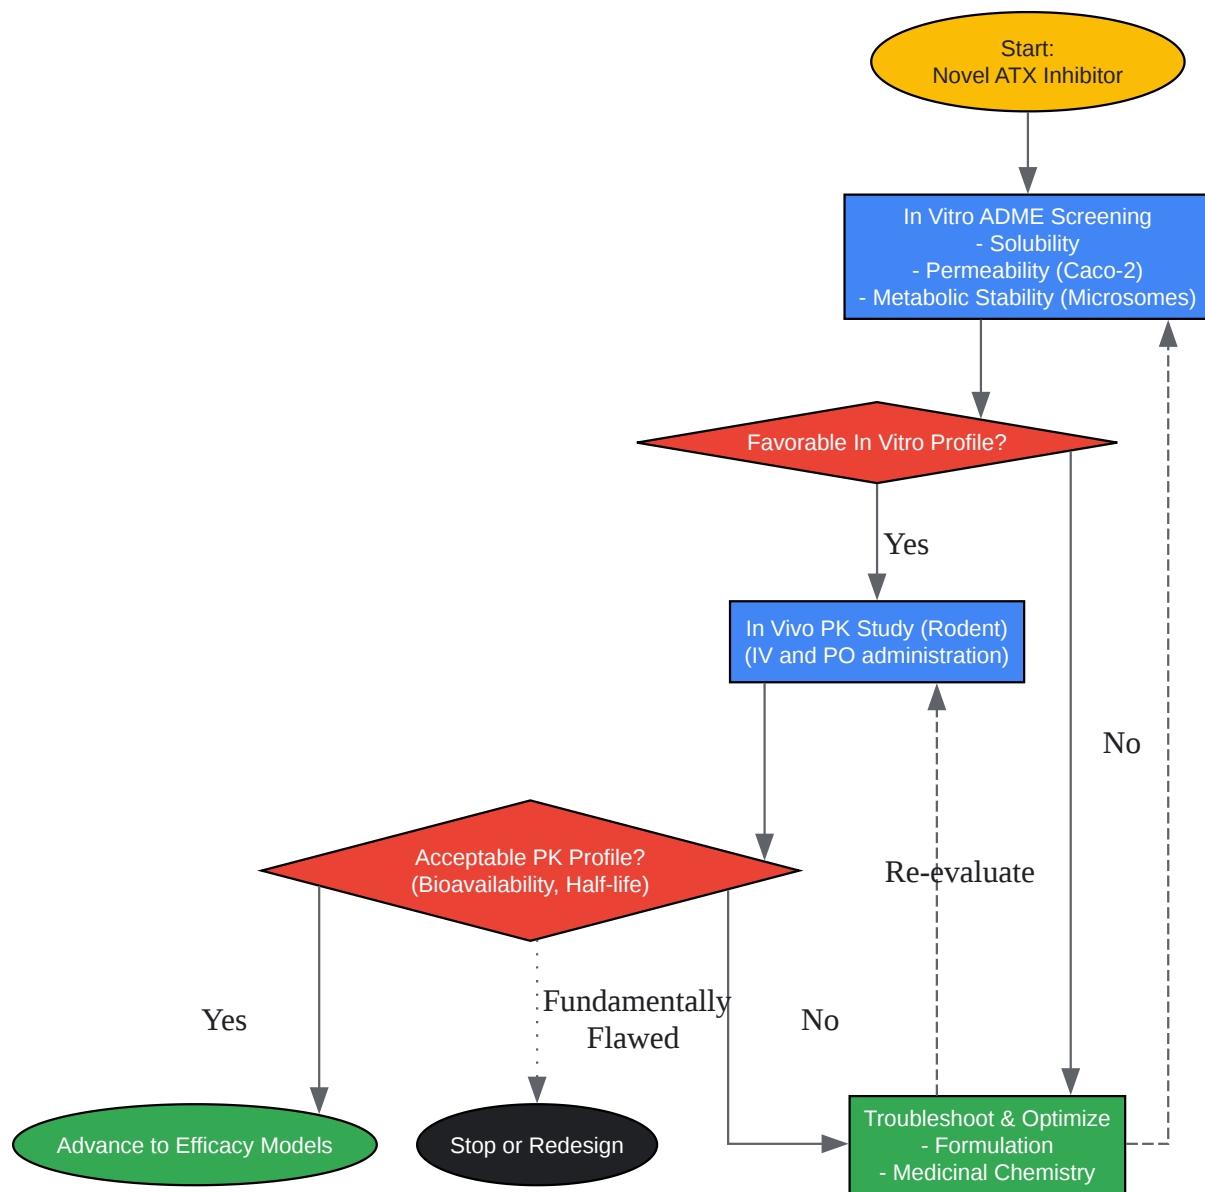 Start:
Novel ATX Inhibitor
In Vitro ADME Screening
- Solubility
- Permeability (Caco-2)
- Metabolic Stability (Microsomes)
Favorable In Vitro Profile?
Yes
In Vivo PK Study (Rodent)
(IV and PO administration)
No
Acceptable PK Profile?
(Bioavailability, Half-life)
Re-evaluate
Yes
Fundamentally
Flawed
No
Advance to Efficacy Models
Stop or Redesign
Troubleshoot & Optimize
- Formulation
- Medicinal Chemistry